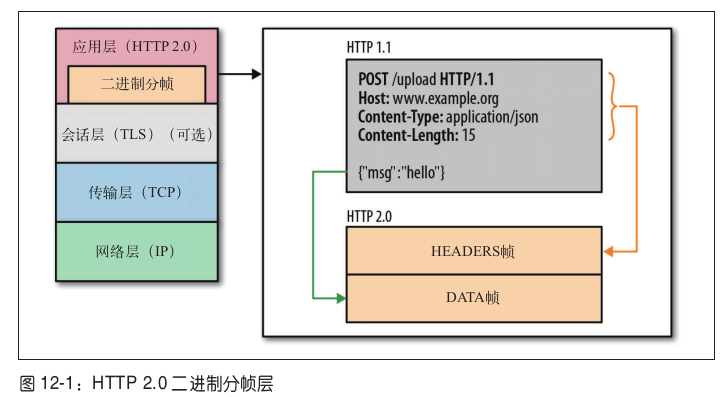 应用层（HTTP 2.0）
二进制分帧
会话层（TLS）（可选）
传输层（TCP）
网络层（IP）
HTTP 1.1
POST /upload HTTP/1.1
Host: www.example.org
Content-Type: application/json
Content-Length: 15
{"msg":"hello"}
HTTP 2.0
HEADERS帧
DATA帧
图 12-1：HTTP 2.0 二进制分帧层